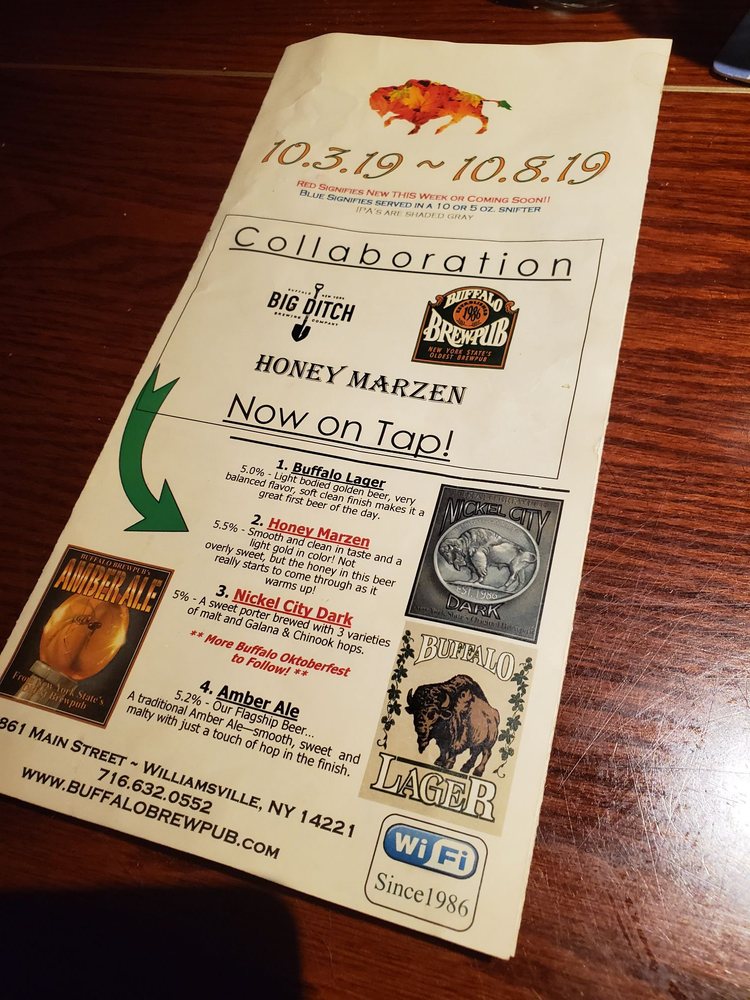 10.3.19 ~ 10.8.19
Red Signifies New THIS Week or Coming Soon!!
Blue Signifies served in a 10 or 5 oz. snifter
IPA's are shaded gray
Collaboration
BUFFALO NEW YORK
BIG DITCH
BREWING COMPANY
BUFFALO
1986
BREWPUB
NEW YORK STATE'S
OLDEST BREWPUB
Honey Marzen
Now on Tap!
1. Buffalo Lager
5.0% - Light bodied golden beer, very
balanced flavor, soft clean finish makes it a
great first beer of the day.
2. Honey Marzen
5.5% - Smooth and clean in taste and a
light gold in color! Not
overly sweet, but the honey in this beer
really starts to come through as it
warms up!
3. Nickel City Dark
5% - A sweet porter brewed with 3 varieties
of malt and Galana & Chinook hops.
** More Buffalo Oktoberfest
to Follow! **
4. Amber Ale
5.2% - Our Flagship Beer...
A traditional Amber Ale—smooth, sweet and
malty with just a touch of hop in the finish.
NICKEL CITY
EST. 1986
DARK
BUFFALO BREWPUB'S
AMBER ALE
From New York State's
Oldest Brewpub
BUFFALO
LAGER
861 Main Street ~ Williamsville, NY 14221
716.632.0552
www.buffalobrewpub.com
Wi Fi
Since1986